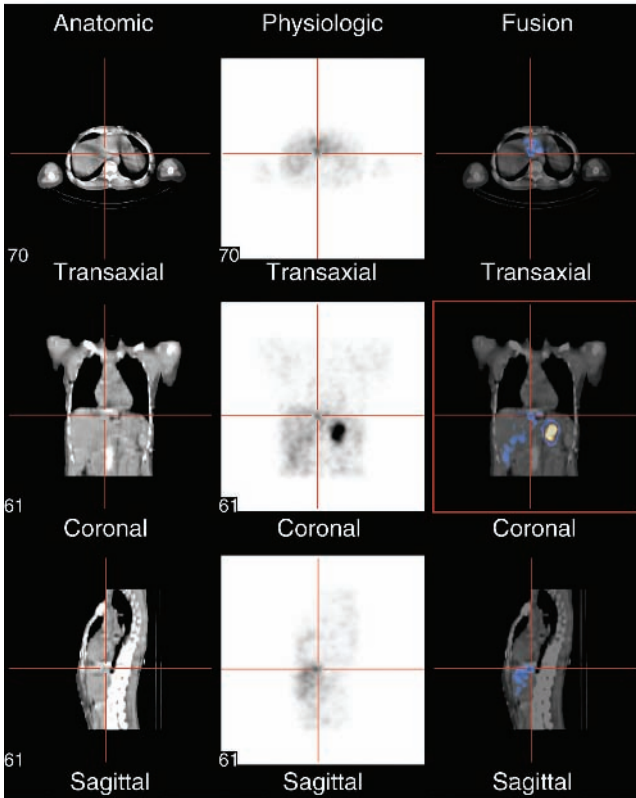 Anatomic Physiologic Fusion
70 70
Transaxial Transaxial Transaxial
61 61
Coronal Coronal Coronal
61 61
Sagittal Sagittal Sagittal